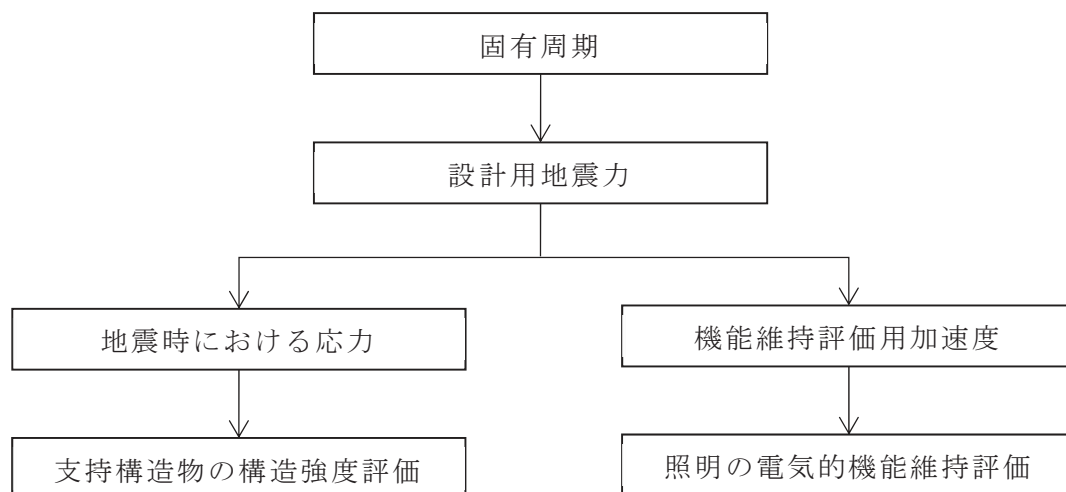 固有周期
設計用地震力
地震時における応力
機能維持評価用加速度
支持構造物の構造強度評価
照明の電気的機能維持評価